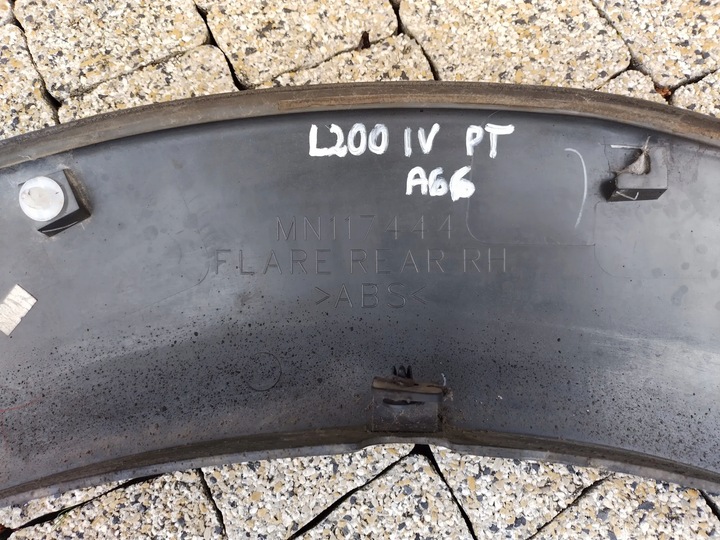 L200 IV PT
A66
MN117444
FLARE REAR RH
>ABS<